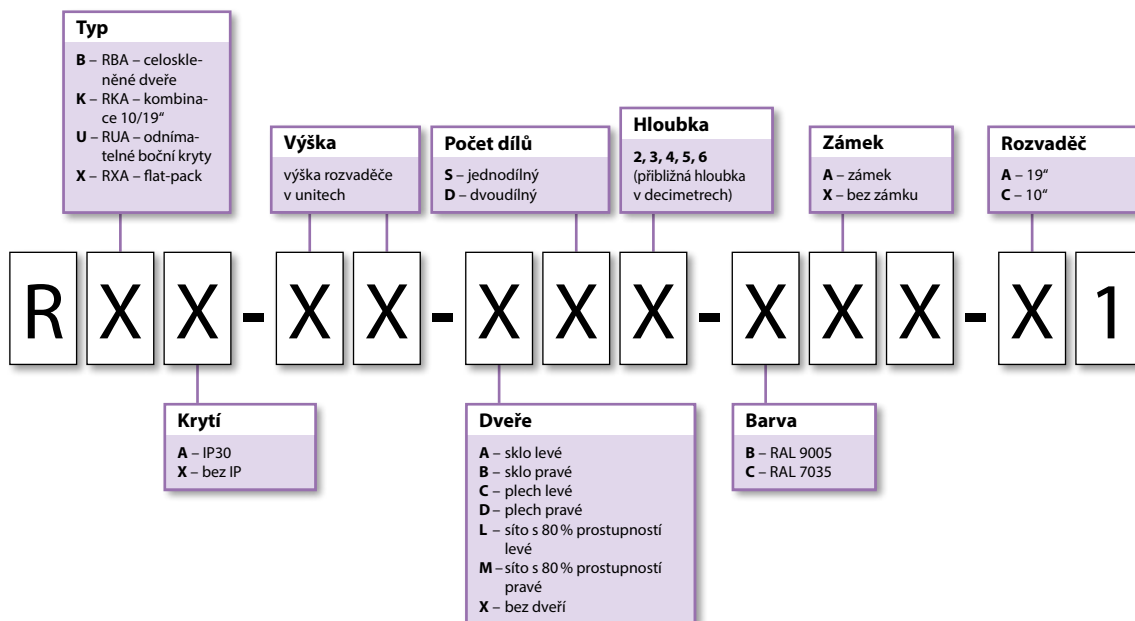 Typ
B – RBA – celoskle-
něné dveře
K – RKA – kombina-
ce 10/19“
U – RUA – odníma-
telné boční kryty
X – RXA – flat-pack
Výška
výška rozvaděče
v unitech
Počet dílů
S – jednodílný
D – dvoudílný
Hloubka
2, 3, 4, 5, 6
(přibližná hloubka
v decimetrech)
Zámek
A – zámek
X – bez zámku
Rozvaděč
A – 19“
C – 10“
R X X - X X - X X X - X X X - X 1
Krytí
A – IP30
X – bez IP
Dveře
A – sklo levé
B – sklo pravé
C – plech levé
D – plech pravé
L – síto s 80 % prostupností
levé
M – síto s 80 % prostupností
pravé
X – bez dveří
Barva
B – RAL 9005
C – RAL 7035